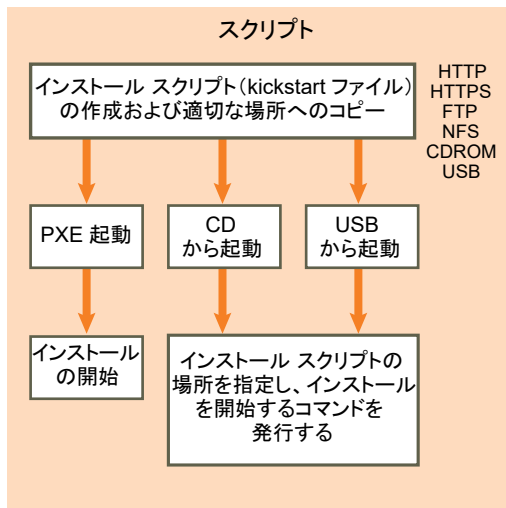 スクリプト
インストール スクリプト（kickstart ファイル）
の作成および適切な場所へのコピー
HTTP
HTTPS
FTP
NFS
CDROM
USB
PXE 起動
CD
から起動
USB
から起動
インストール
の開始
インストール スクリプトの
場所を指定し、インストール
を開始するコマンドを
発行する